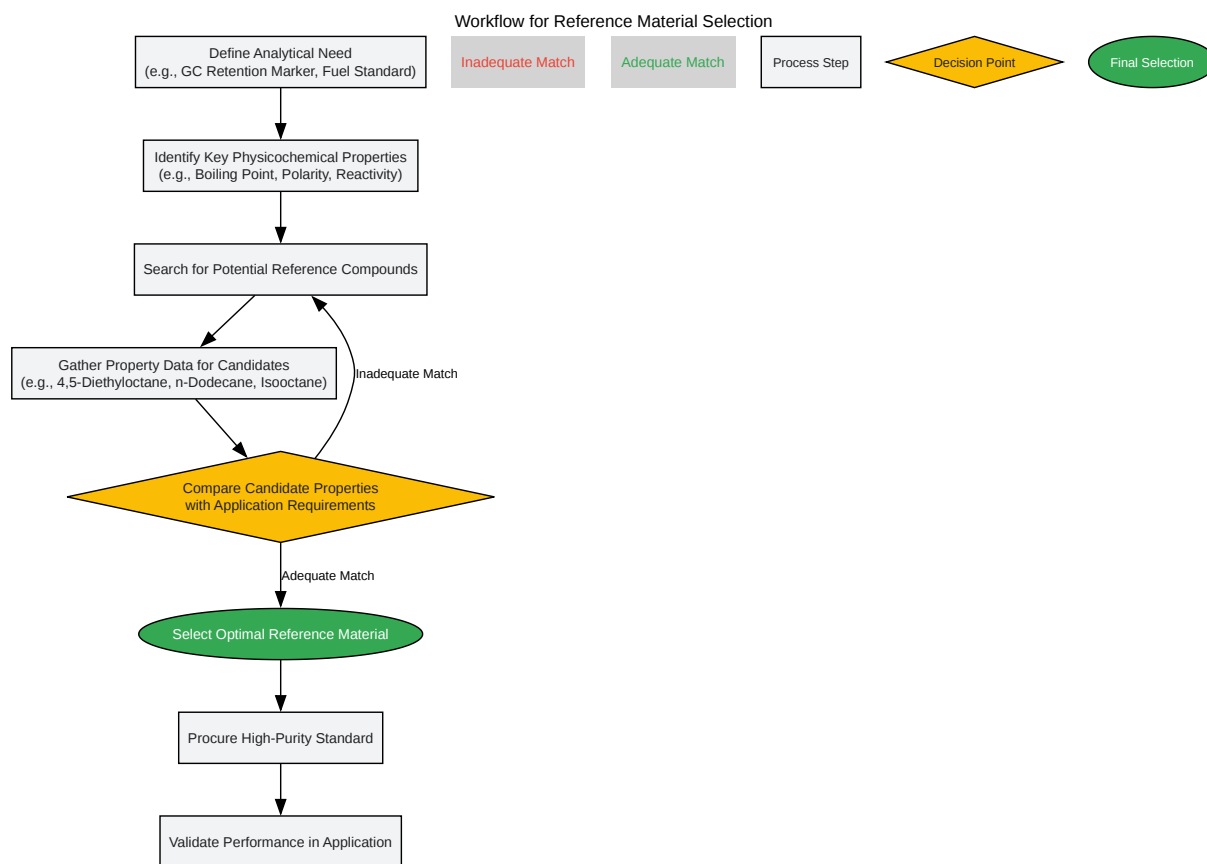 Workflow for Reference Material Selection
Define Analytical Need
(e.g., GC Retention Marker, Fuel Standard)
Inadequate Match
Adequate Match
Process Step
Decision Point
Final Selection
Identify Key Physicochemical Properties
(e.g., Boiling Point, Polarity, Reactivity)
Search for Potential Reference Compounds
Gather Property Data for Candidates
(e.g., 4,5-Diethyloctane, n-Dodecane, Isooctane)
Inadequate Match
Compare Candidate Properties
with Application Requirements
Adequate Match
Select Optimal Reference Material
Procure High-Purity Standard
Validate Performance in Application